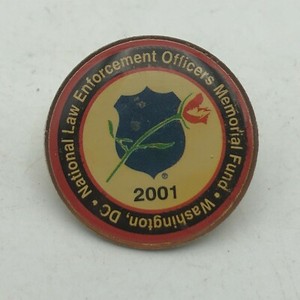 • National Law Enforcement Officers Memorial Fund • Washington, DC
2001
®